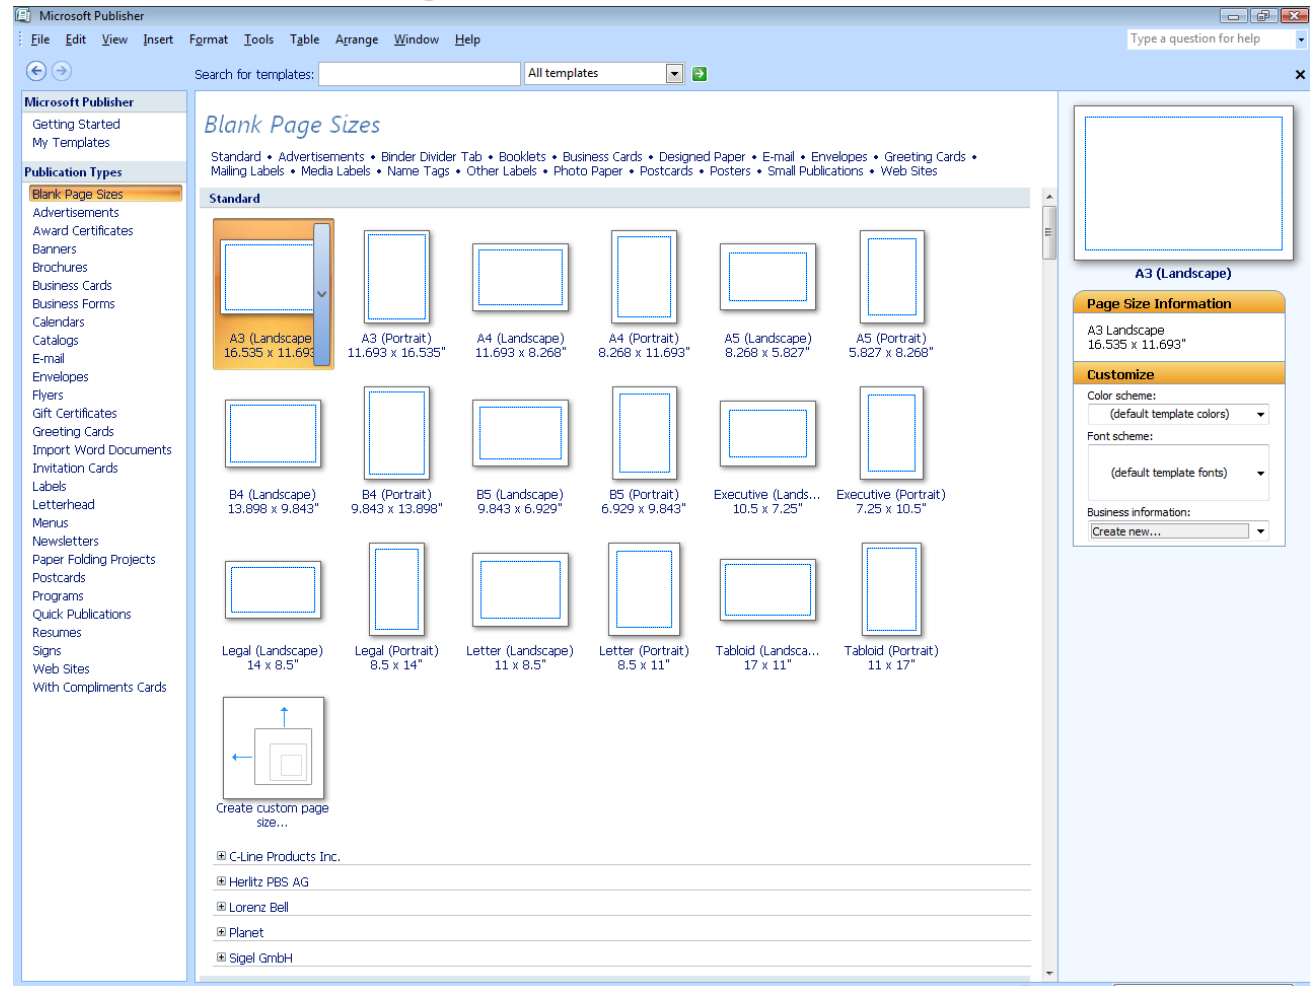 Microsoft Publisher
File Edit View Insert Format Tools Table Arrange Window Help
Type a question for help
Search for templates:
All templates
Microsoft Publisher
Getting Started
My Templates
Publication Types
Blank Page Sizes
Advertisements
Award Certificates
Banners
Brochures
Business Cards
Business Forms
Calendars
Catalogs
E-mail
Envelopes
Flyers
Gift Certificates
Greeting Cards
Import Word Documents
Invitation Cards
Labels
Letterhead
Menus
Newsletters
Paper Folding Projects
Postcards
Programs
Quick Publications
Resumes
Signs
Web Sites
With Compliments Cards
Blank Page Sizes
Standard • Advertisements • Binder Divider Tab • Booklets • Business Cards • Designed Paper • E-mail • Envelopes • Greeting Cards •
Mailing Labels • Media Labels • Name Tags • Other Labels • Photo Paper • Postcards • Posters • Small Publications • Web Sites
Standard
A3 (Landscape A3 (Portrait) A4 (Landscape) A4 (Portrait) A5 (Landscape) A5 (Portrait)
16.535 x 11.693 11.693 x 16.535" 11.693 x 8.268" 8.268 x 11.693" 8.268 x 5.827" 5.827 x 8.268"
B4 (Landscape) B4 (Portrait) B5 (Landscape) B5 (Portrait) Executive (Lands... Executive (Portrait)
13.898 x 9.843" 9.843 x 13.898" 9.843 x 6.929" 6.929 x 9.843" 10.5 x 7.25" 7.25 x 10.5"
Legal (Landscape) Legal (Portrait) Letter (Landscape) Letter (Portrait) Tabloid (Landsca... Tabloid (Portrait)
14 x 8.5" 8.5 x 14" 11 x 8.5" 8.5 x 11" 17 x 11" 11 x 17"
Create custom page
size...
C-Line Products Inc.
Herlitz PBS AG
Lorenz Bell
Planet
Sigel GmbH
A3 (Landscape)
Page Size Information
A3 Landscape
16.535 x 11.693"
Customize
Color scheme:
(default template colors)
Font scheme:
(default template fonts)
Business information:
Create new...